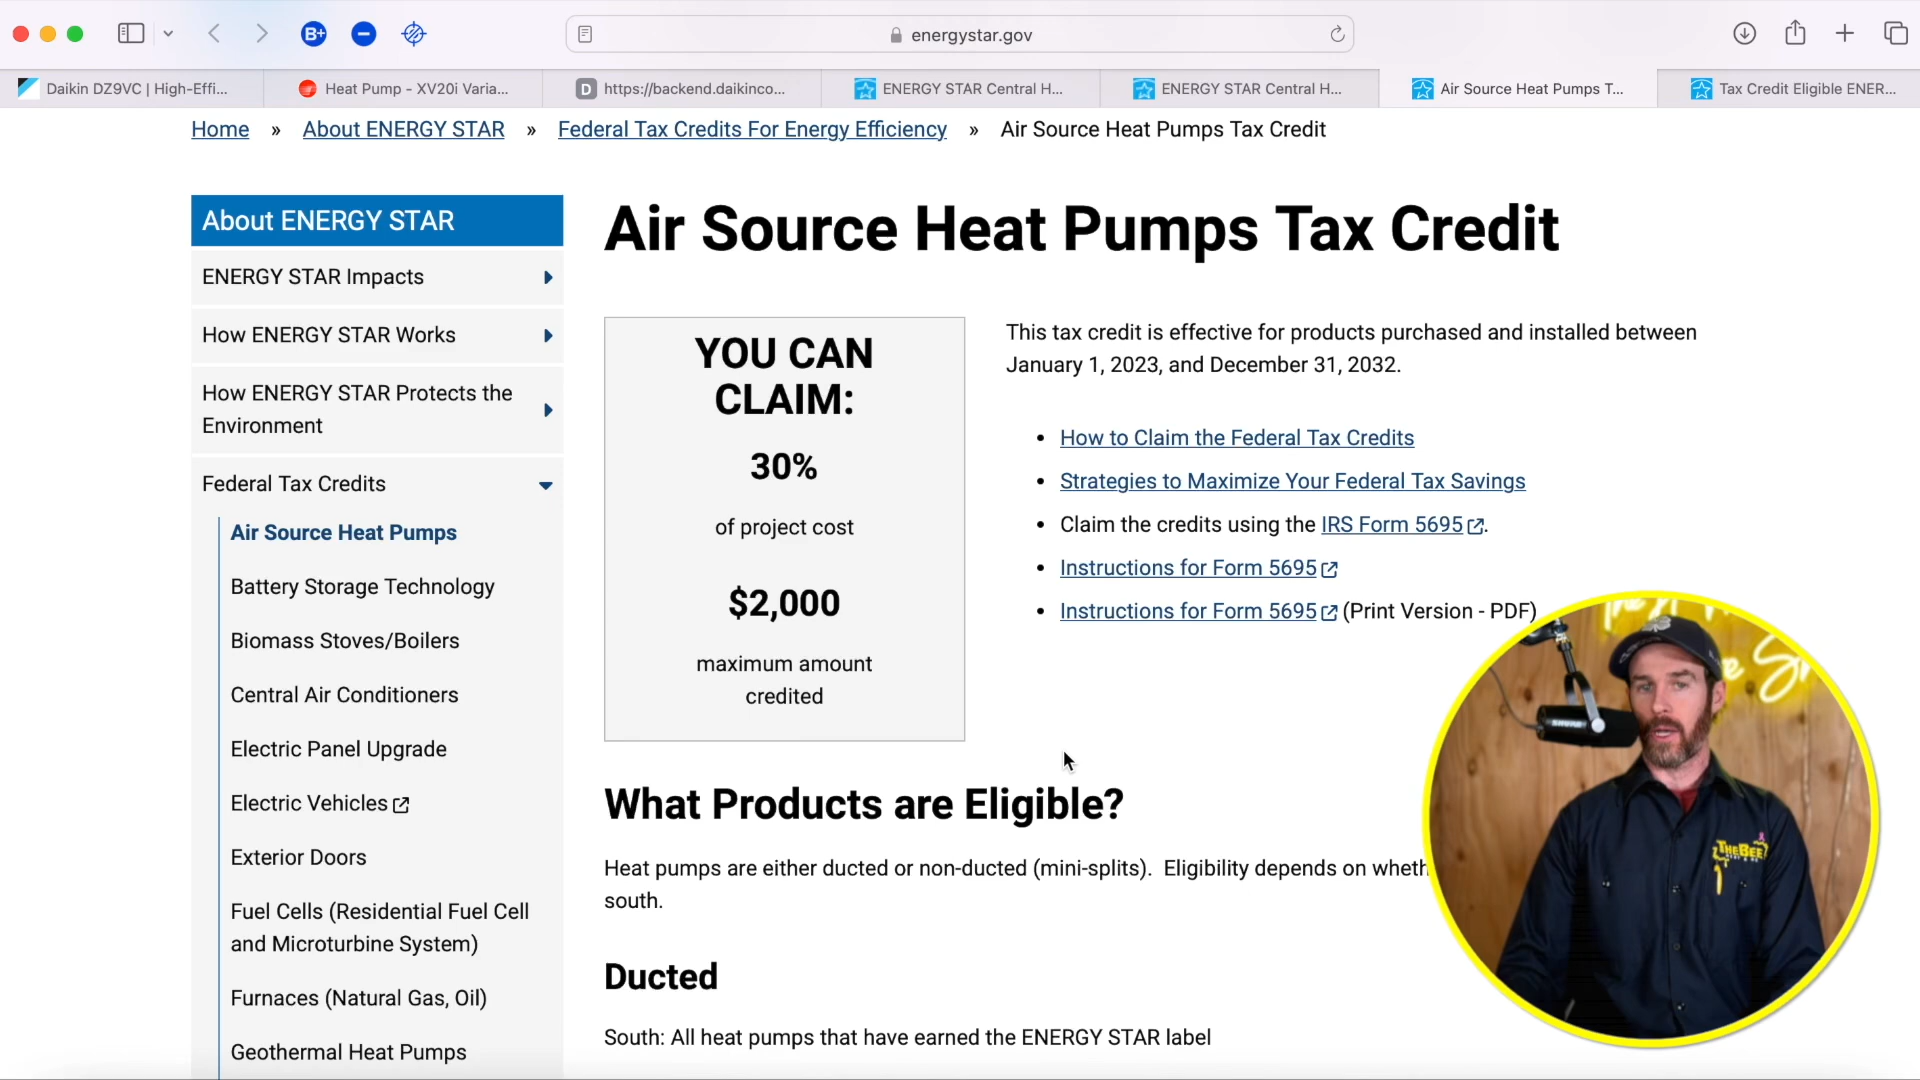 energystar.gov
Daikin DZ9VC | High-Effi...
Heat Pump - XV20i Varia...
https://backend.daikinco...
ENERGY STAR Central H...
ENERGY STAR Central H...
Air Source Heat Pumps T...
Tax Credit Eligible ENER...
Home » About ENERGY STAR » Federal Tax Credits For Energy Efficiency » Air Source Heat Pumps Tax Credit
About ENERGY STAR
ENERGY STAR Impacts
How ENERGY STAR Works
How ENERGY STAR Protects the
Environment
Federal Tax Credits
Air Source Heat Pumps
Battery Storage Technology
Biomass Stoves/Boilers
Central Air Conditioners
Electric Panel Upgrade
Electric Vehicles
Exterior Doors
Fuel Cells (Residential Fuel Cell
and Microturbine System)
Furnaces (Natural Gas, Oil)
Geothermal Heat Pumps
Air Source Heat Pumps Tax Credit
YOU CAN
CLAIM:
30%
of project cost
$2,000
maximum amount
credited
This tax credit is effective for products purchased and installed between
January 1, 2023, and December 31, 2032.
• How to Claim the Federal Tax Credits
• Strategies to Maximize Your Federal Tax Savings
• Claim the credits using the IRS Form 5695.
• Instructions for Form 5695
• Instructions for Form 5695 (Print Version - PDF)
What Products are Eligible?
Heat pumps are either ducted or non-ducted (mini-splits). Eligibility depends on wheth
south.
Ducted
South: All heat pumps that have earned the ENERGY STAR label
SHURE
THEBEE